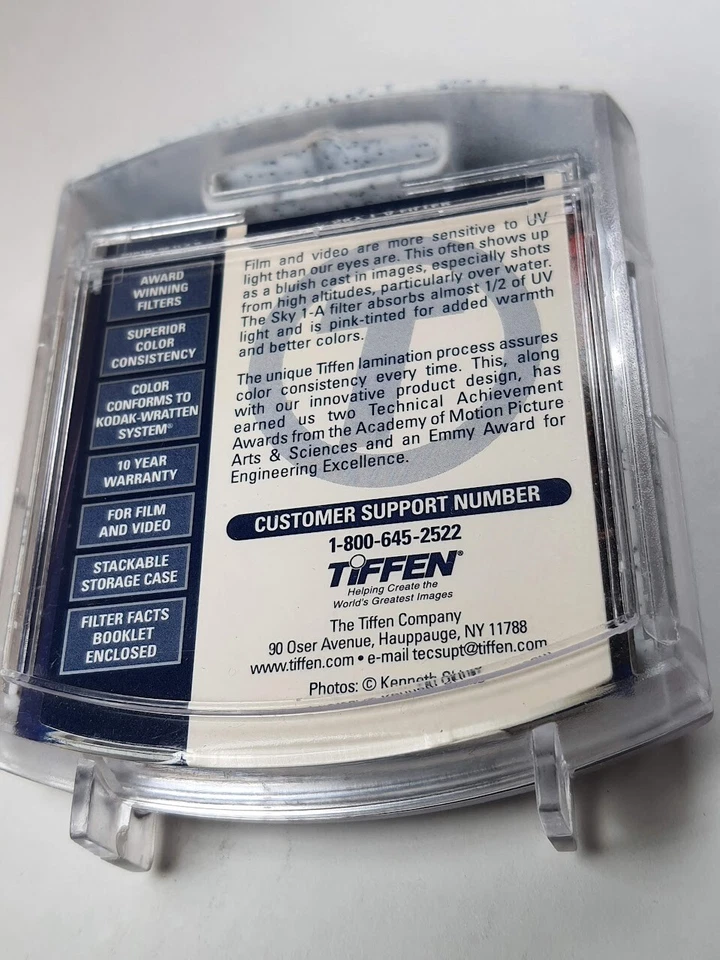 AWARD
WINNING
FILTERS
SUPERIOR
COLOR
CONSISTENCY
COLOR
CONFORMS TO
KODAK-WRATTEN
SYSTEM®
10 YEAR
WARRANTY
FOR FILM
AND VIDEO
STACKABLE
STORAGE CASE
FILTER FACTS
BOOKLET
ENCLOSED
Film and video are more sensitive to UV
light than our eyes are. This often shows up
as a bluish cast in images, especially shots
from high altitudes, particularly over water.
The Sky 1-A filter absorbs almost 1/2 of UV
light and is pink-tinted for added warmth
and better colors.
The unique Tiffen lamination process assures
color consistency every time. This, along
with our innovative product design, has
earned us two Technical Achievement
Awards from the Academy of Motion Picture
Arts & Sciences and an Emmy Award for
Engineering Excellence.
CUSTOMER SUPPORT NUMBER
1-800-645-2522
TiFFEN®
Helping Create the
World's Greatest Images
The Tiffen Company
90 Oser Avenue, Hauppauge, NY 11788
www.tiffen.com • e-mail tecsupt@tiffen.com
Photos: © Kenneth